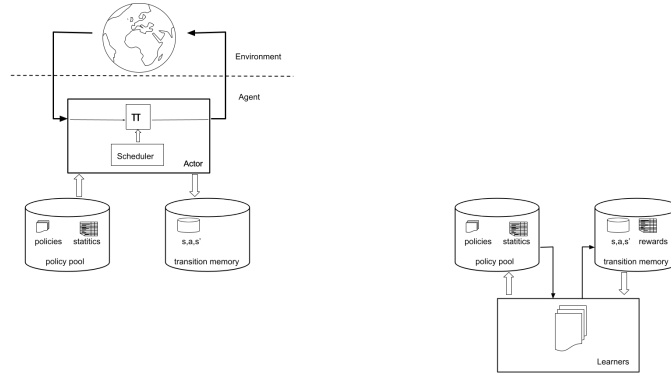 Environment
Agent
π
Scheduler
Actor
policies statitics
policy pool
s,a,s'
transition memory
policies statitics
policy pool
s,a,s' rewards
transition memory
Learners